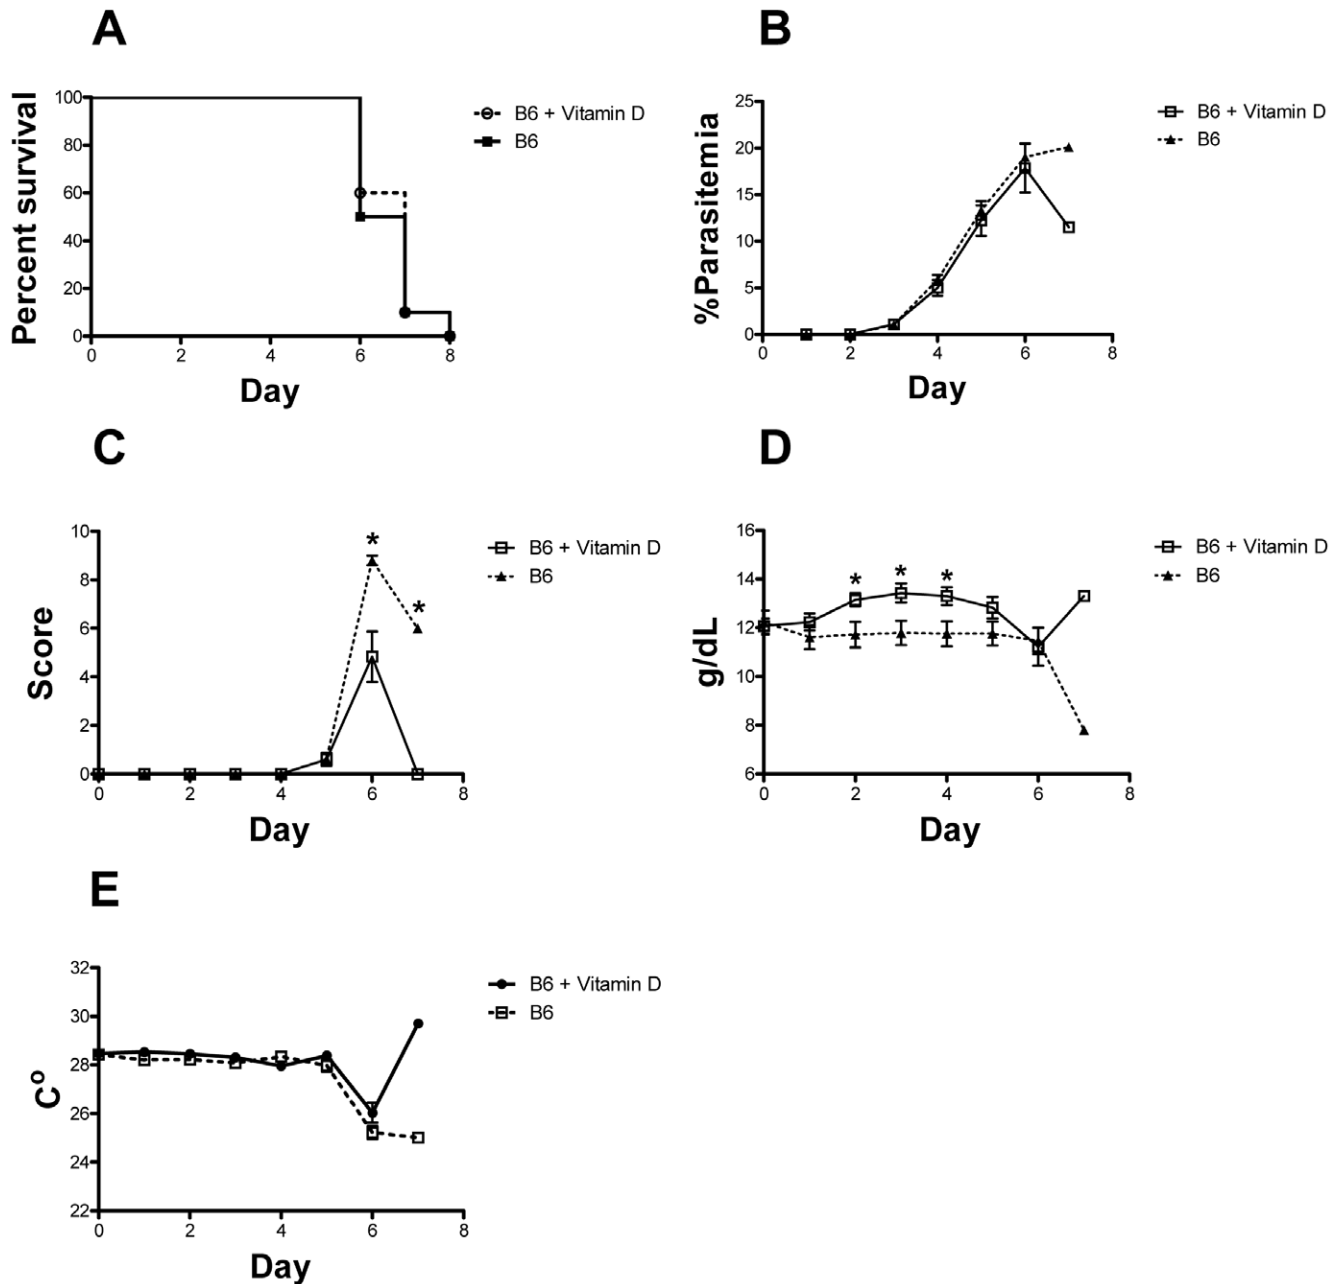 A
B
100
80
60
40
20
0
Percent survival
0 2 4 6 8
Day
B6 + Vitamin D
B6
25
20
15
10
5
0
%Parasitemia
0 2 4 6 8
Day
B6 + Vitamin D
B6
C
D
10
8
6
4
2
0
Score
* *
0 2 4 6 8
Day
B6 + Vitamin D
B6
16
14
12
10
8
6
g/dL
* * *
0 2 4 6 8
Day
B6 + Vitamin D
B6
E
32
30
28
26
24
22
Cº
0 2 4 6 8
Day
B6 + Vitamin D
B6